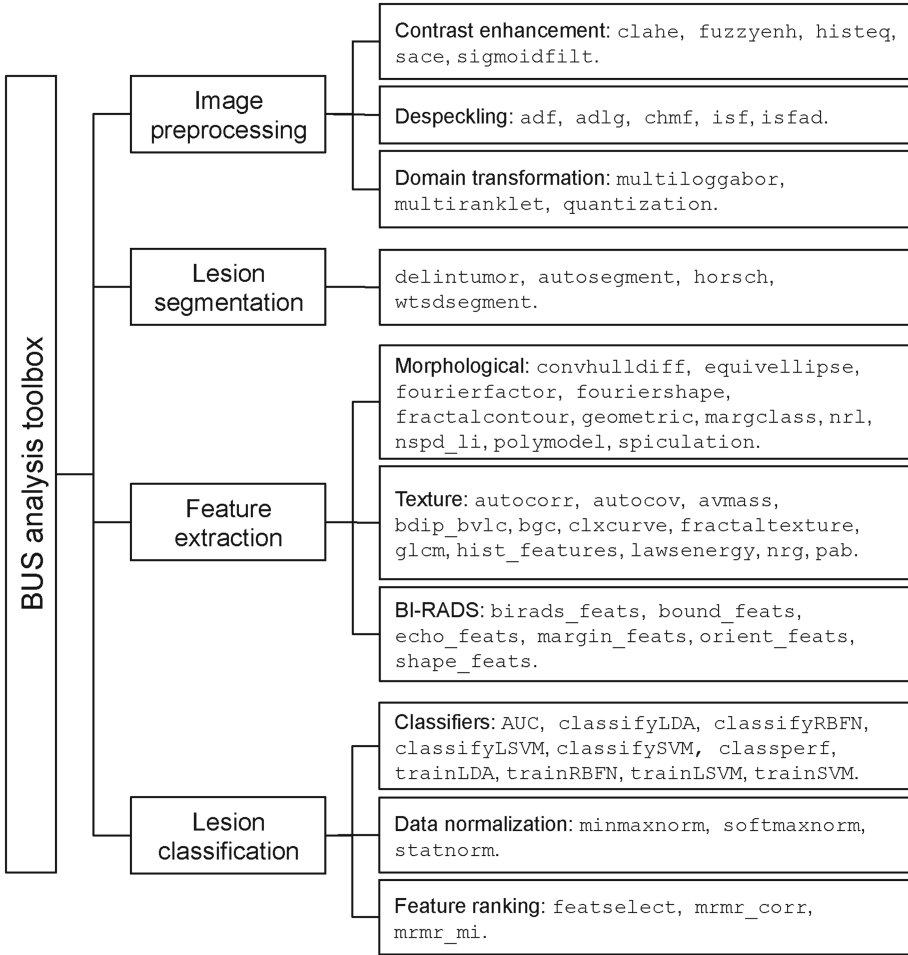 BUS analysis toolbox
Image
preprocessing
Contrast enhancement: clahe, fuzzyenh, histeq,
sace, sigmoidfilt.
Despeckling: adf, adlg, chmf, isf, isfad.
Domain transformation: multiloggabor,
multiranklet, quantization.
Lesion
segmentation
delintumor, autosegment, horsch,
wtsdsegment.
Feature
extraction
Morphological: convhulldiff, equivellipse,
fourierfactor, fouriershape,
fractalcontour, geometric, margclass, nrl,
nspd_li, polymodel, spiculation.
Texture: autocorr, autocov, avmass,
bdip_bvlc, bgc, clxcurve, fractaltexture,
glcm, hist_features, lawsenergy, nrg, pab.
BI-RADS: birads_feats, bound_feats,
echo_feats, margin_feats, orient_feats,
shape_feats.
Lesion
classification
Classifiers: AUC, classifyLDA, classifyRBFN,
classifyLSVM, classifySVM, classperf,
trainLDA, trainRBFN, trainLSVM, trainSVM.
Data normalization: minmaxnorm, softmaxnorm,
statnorm.
Feature ranking: featselect, mrmr_corr,
mrmr_mi.